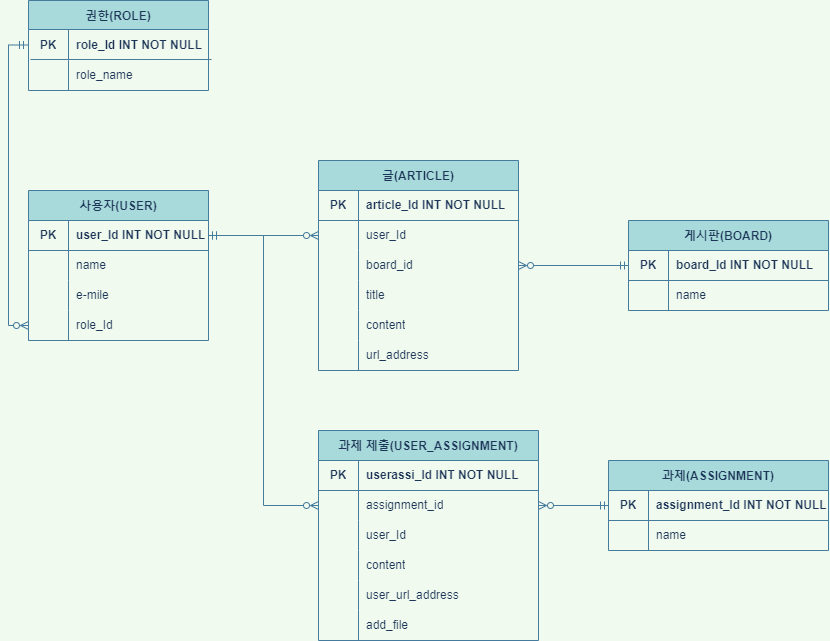 권한(ROLE)
PK role_Id INT NOT NULL
role_name
사용자(USER)
PK user_Id INT NOT NULL
name
e-mile
role_Id
글(ARTICLE)
PK article_Id INT NOT NULL
user_Id
board_id
title
content
url_address
게시판(BOARD)
PK board_Id INT NOT NULL
name
과제 제출(USER_ASSIGNMENT)
PK userassi_Id INT NOT NULL
assignment_id
user_Id
content
user_url_address
add_file
과제(ASSIGNMENT)
PK assignment_Id INT NOT NULL
name